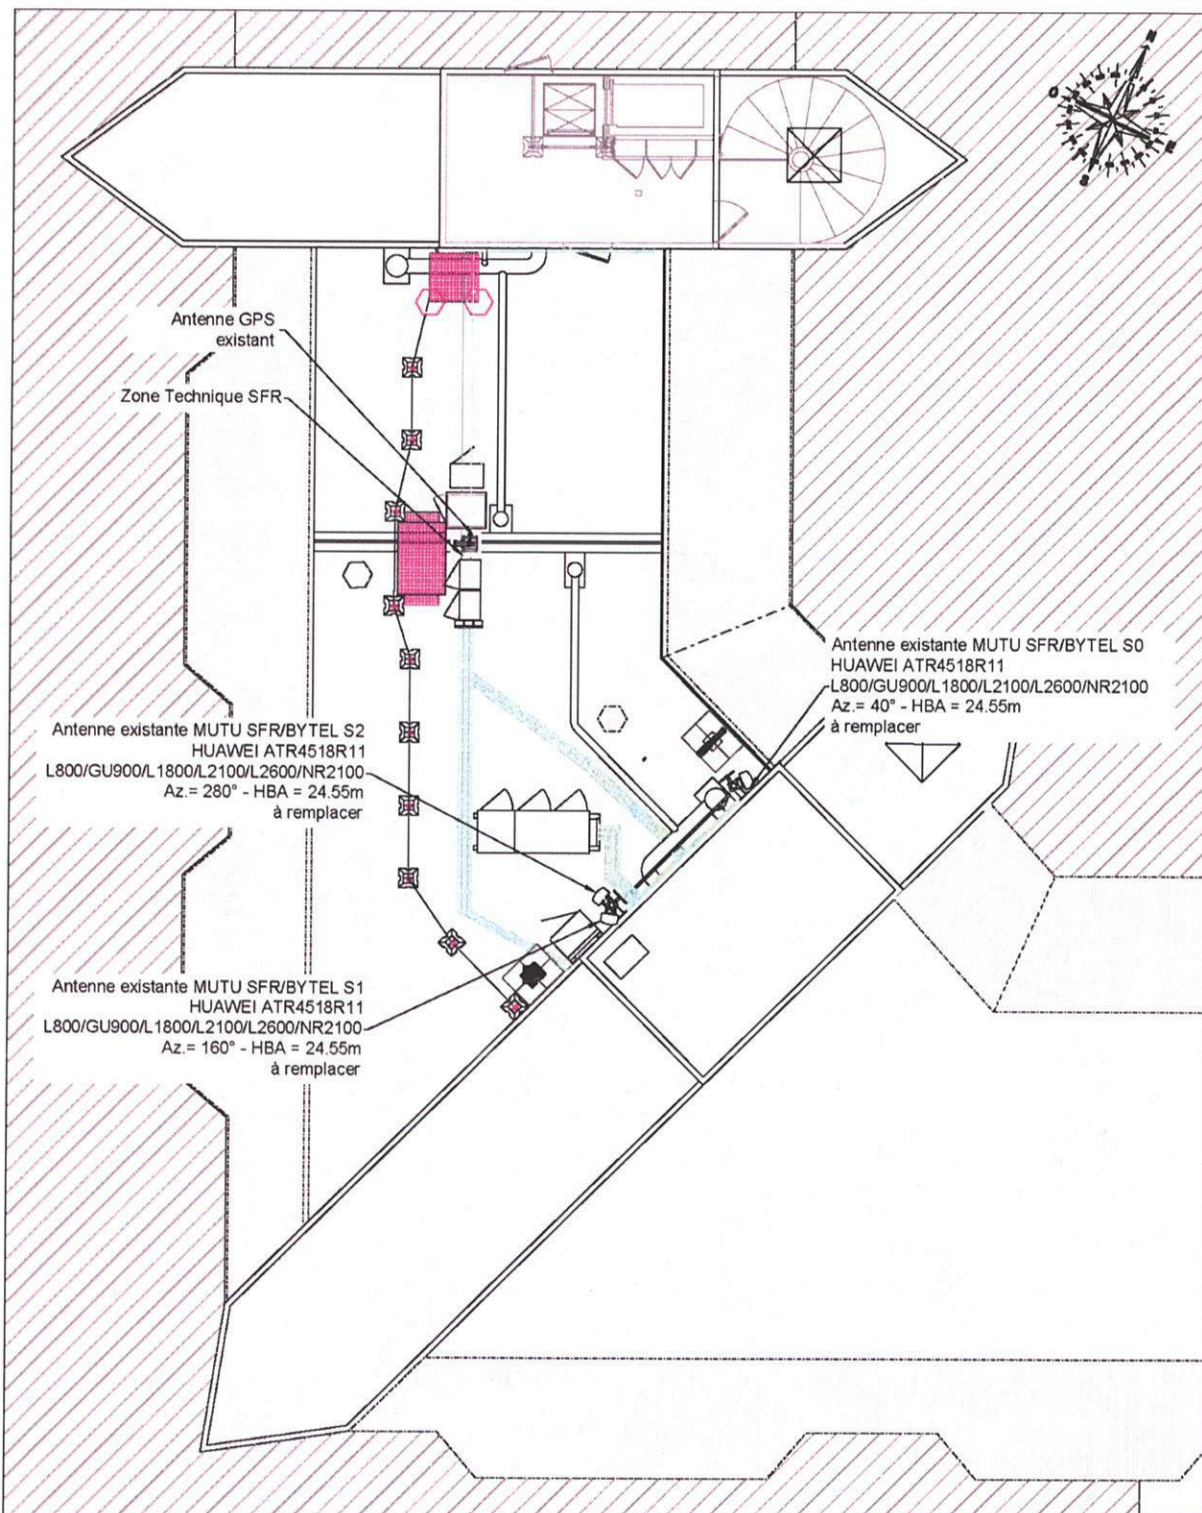 N
O
E
S
Antenne GPS
existant
Zone Technique SFR
Antenne existante MUTU SFR/BYTEL S0
HUAWEI ATR4518R11
L800/GU900/L1800/L2100/L2600/NR2100
Az.= 40° - HBA = 24.55m
à remplacer
Antenne existante MUTU SFR/BYTEL S2
HUAWEI ATR4518R11
L800/GU900/L1800/L2100/L2600/NR2100
Az.= 280° - HBA = 24.55m
à remplacer
Antenne existante MUTU SFR/BYTEL S1
HUAWEI ATR4518R11
L800/GU900/L1800/L2100/L2600/NR2100
Az.= 160° - HBA = 24.55m
à remplacer